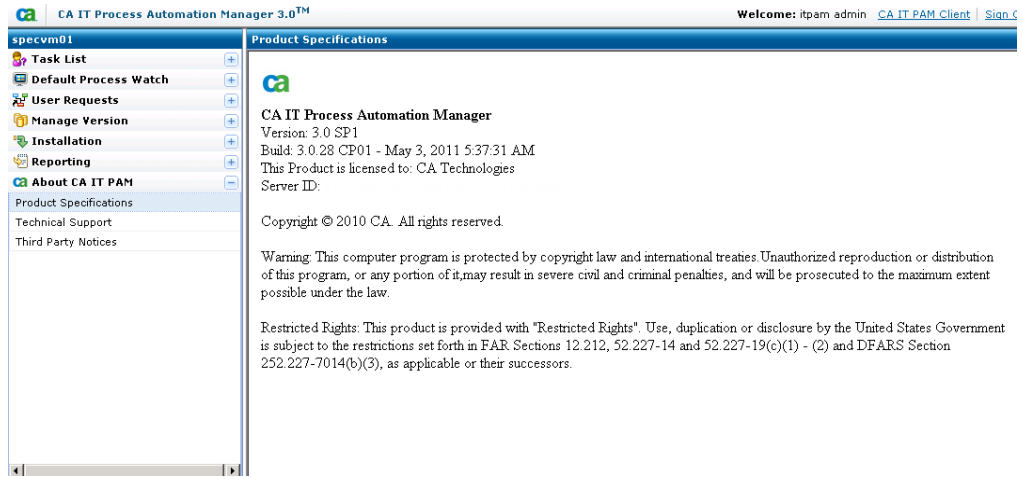 ca CA IT Process Automation Manager 3.0TM Welcome: itpam admin CA IT PAM Client Sign
specvm01
Product Specifications
Task List
Default Process Watch
User Requests
Manage Version
Installation
Reporting
ca About CA IT PAM
Product Specifications
Technical Support
Third Party Notices
ca
CA IT Process Automation Manager
Version: 3.0 SP1
Build: 3.0.28 CP01 - May 3, 2011 5:37:31 AM
This Product is licensed to: CA Technologies
Server ID:
Copyright © 2010 CA. All rights reserved.
Warning: This computer program is protected by copyright law and international treaties.Unauthorized reproduction or distribution
of this program, or any portion of it,may result in severe civil and criminal penalties, and will be prosecuted to the maximum extent
possible under the law.
Restricted Rights: This product is provided with "Restricted Rights". Use, duplication or disclosure by the United States Government
is subject to the restrictions set forth in FAR Sections 12.212, 52.227-14 and 52.227-19(c)(1) - (2) and DFARS Section
252.227-7014(b)(3), as applicable or their successors.